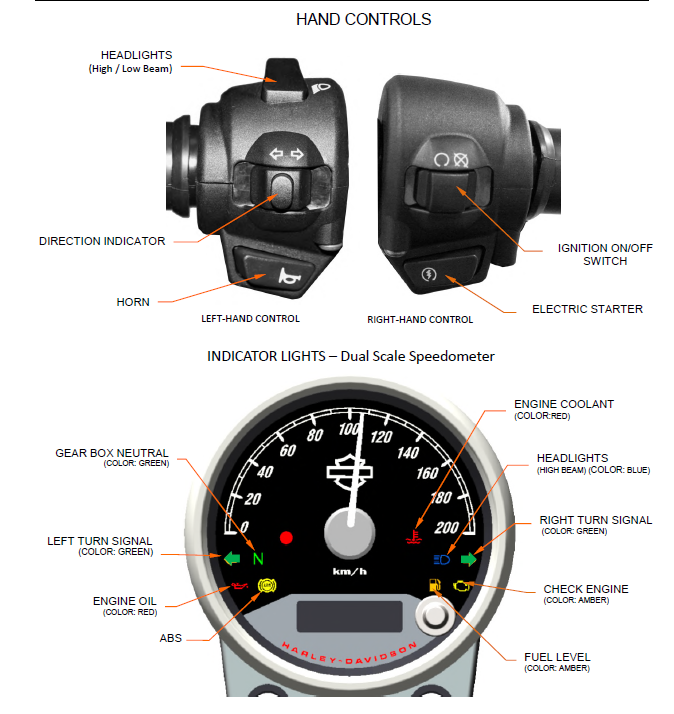 HAND CONTROLS
HEADLIGHTS
(High / Low Beam)
DIRECTION INDICATOR
HORN
LEFT-HAND CONTROL
RIGHT-HAND CONTROL
IGNITION ON/OFF
SWITCH
ELECTRIC STARTER
INDICATOR LIGHTS – Dual Scale Speedometer
ENGINE COOLANT
(COLOR:RED)
GEAR BOX NEUTRAL
(COLOR: GREEN)
HEADLIGHTS
(HIGH BEAM) (COLOR: BLUE)
LEFT TURN SIGNAL
(COLOR: GREEN)
RIGHT TURN SIGNAL
(COLOR: GREEN)
ENGINE OIL
(COLOR: RED)
CHECK ENGINE
(COLOR: AMBER)
ABS
FUEL LEVEL
(COLOR: AMBER)
0
20
40
60
80
100
120
140
160
180
200
N
km/h
HARLEY-DAVIDSON